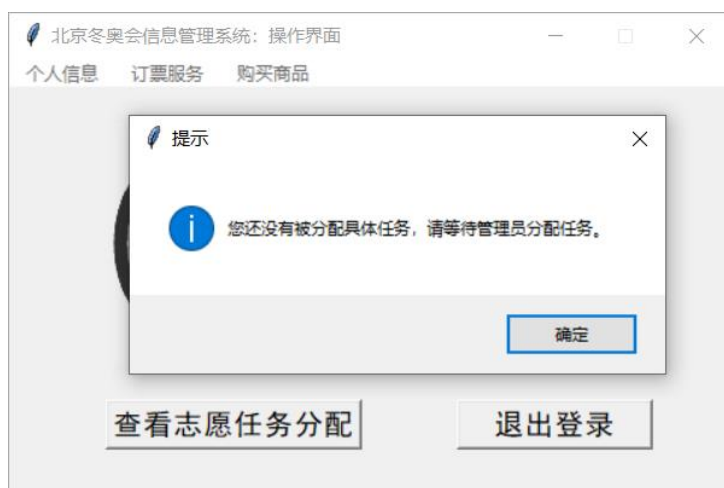 北京冬奥会信息管理系统：操作界面
个人信息 订票服务 购买商品
提示
您还没有被分配具体任务，请等待管理员分配任务。
确定
查看志愿任务分配 退出登录